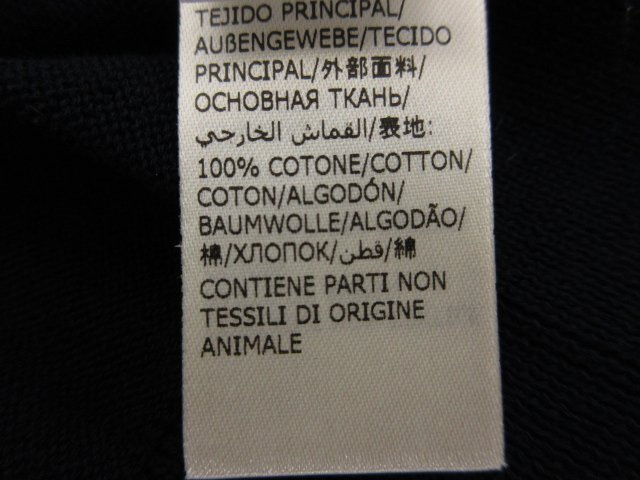 TEJIDO PRINCIPAL/
AUßENGEWEBE/TECIDO
PRINCIPAL/外部面料/
ОСНОВНАЯ ТКАНЬ/
القماش الخارجي/表地:
100% COTONE/COTTON/
COTON/ALGODÓN/
BAUMWOLLE/ALGODÃO/
棉/ХЛОПОК/قطن/綿
CONTIENE PARTI NON
TESSILI DI ORIGINE
ANIMALE